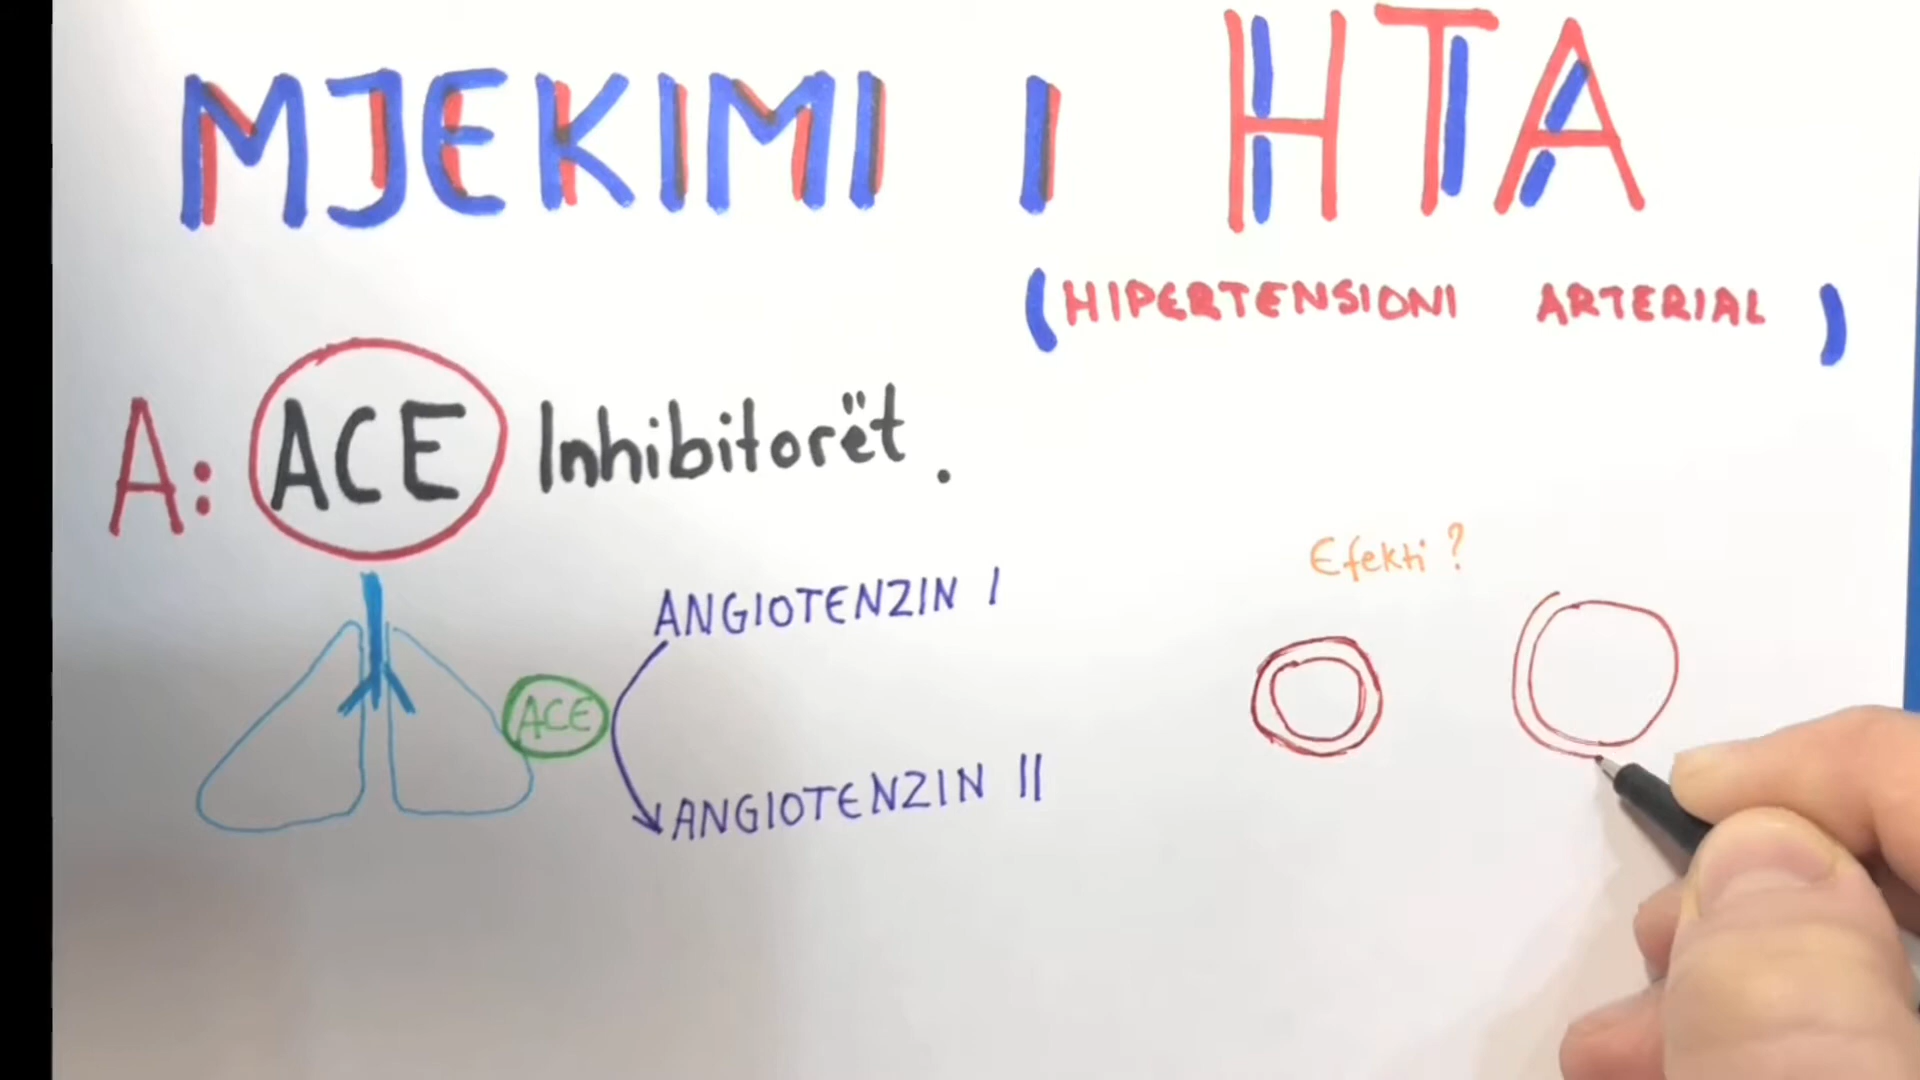 MJEKIMI I HTA
(HIPERTENSIONI ARTERIAL)
A: ACE Inhibitorët.
Efekti?
ANGIOTENZIN I
ACE
ANGIOTENZIN II